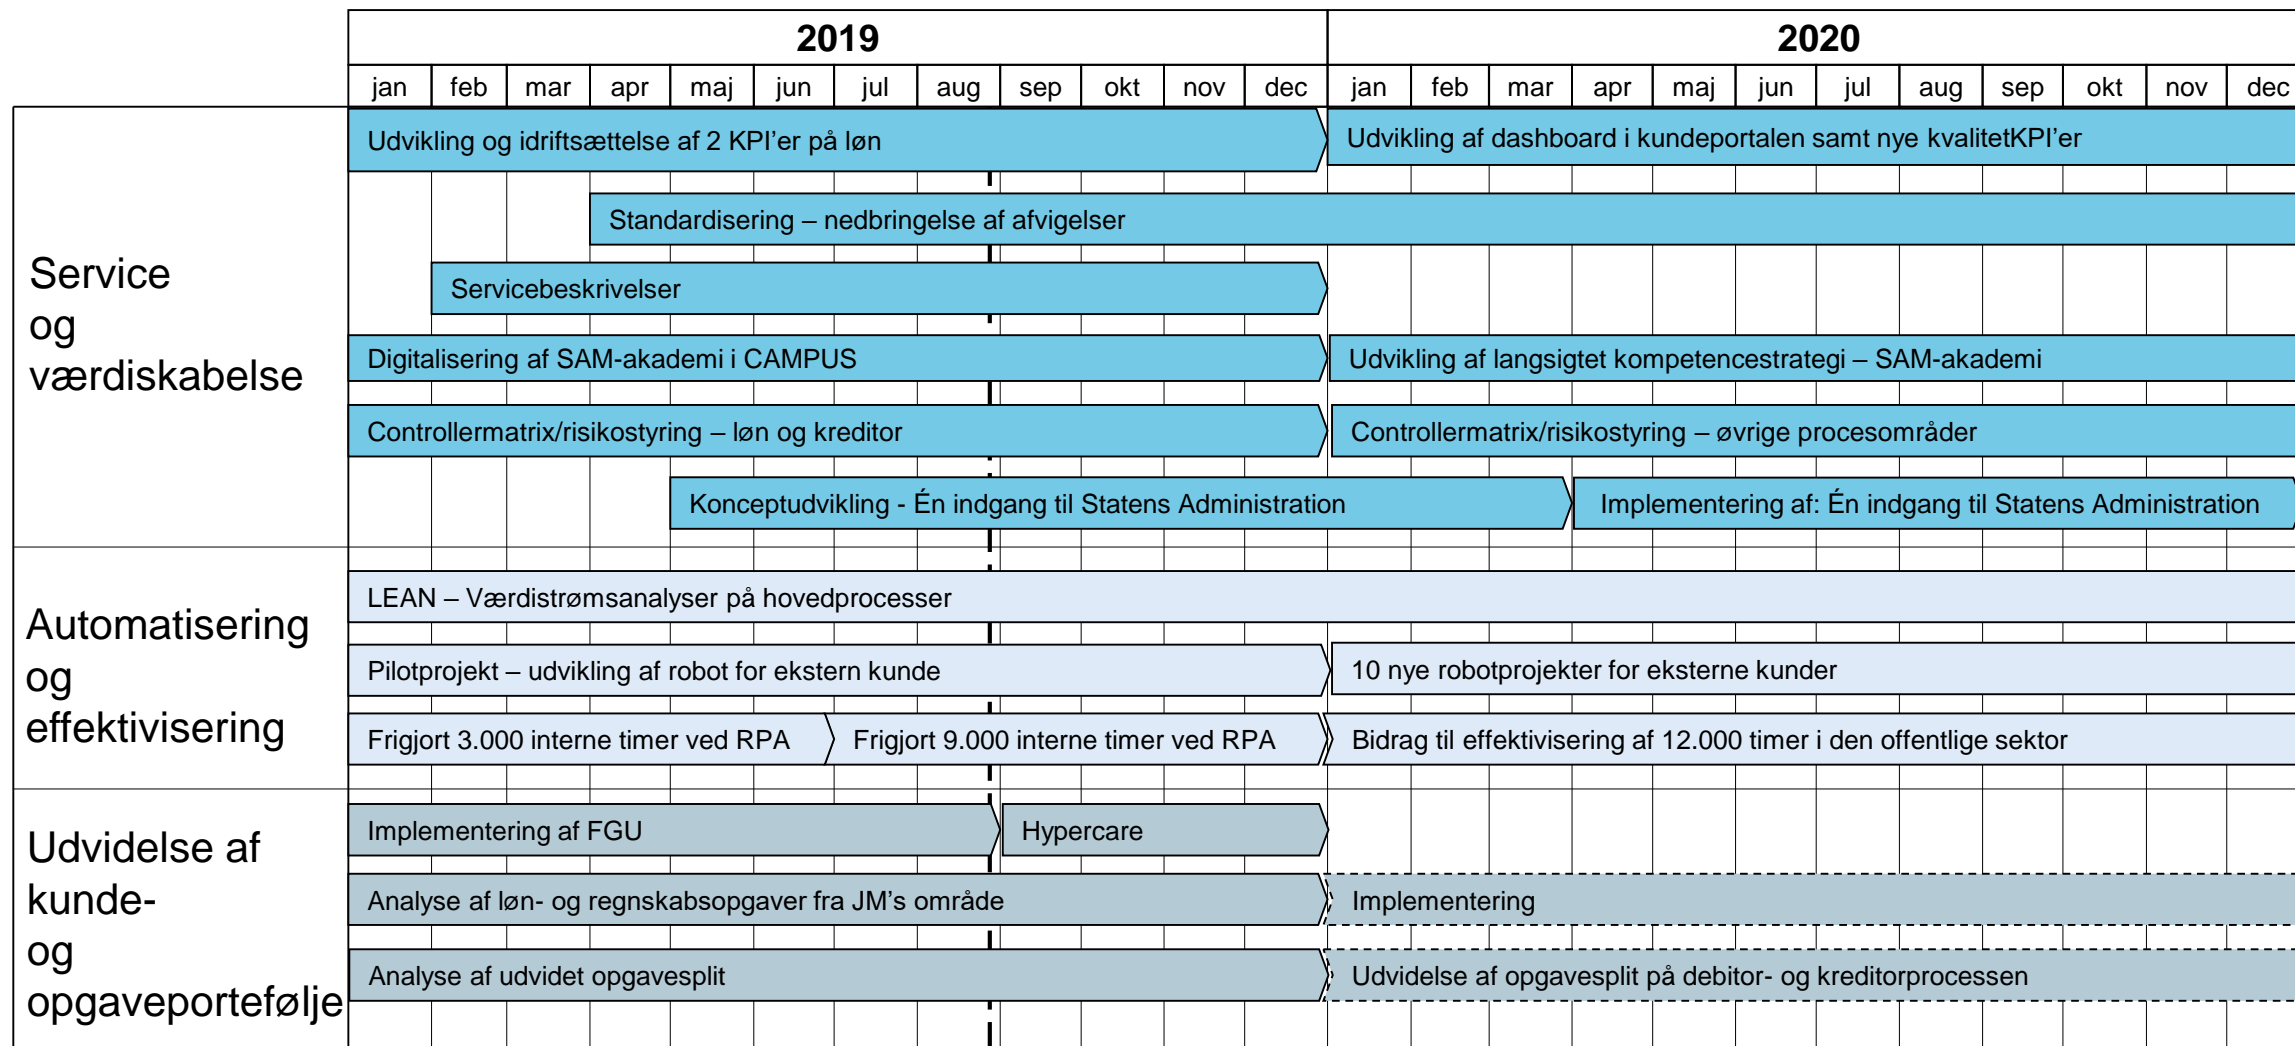 2019 2020
jan feb mar apr maj jun jul aug sep okt nov dec jan feb mar apr maj jun jul aug sep okt nov dec
Service
og
værdiskabelse
Udvikling og idriftsættelse af 2 KPI’er på løn
Udvikling af dashboard i kundeportalen samt nye kvalitetKPI’er
Standardisering – nedbringelse af afvigelser
Servicebeskrivelser
Digitalisering af SAM-akademi i CAMPUS
Udvikling af langsigtet kompetencestrategi – SAM-akademi
Controllermatrix/risikostyring – løn og kreditor
Controllermatrix/risikostyring – øvrige procesområder
Konceptudvikling - Én indgang til Statens Administration
Implementering af: Én indgang til Statens Administration
Automatisering
og
effektivisering
LEAN – Værdistrømsanalyser på hovedprocesser
Pilotprojekt – udvikling af robot for ekstern kunde
10 nye robotprojekter for eksterne kunder
Frigjort 3.000 interne timer ved RPA
Frigjort 9.000 interne timer ved RPA
Bidrag til effektivisering af 12.000 timer i den offentlige sektor
Udvidelse af
kunde-
og
opgaveportefølje
Implementering af FGU
Hypercare
Analyse af løn- og regnskabsopgaver fra JM’s område
Implementering
Analyse af udvidet opgavesplit
Udvidelse af opgavesplit på debitor- og kreditorprocessen